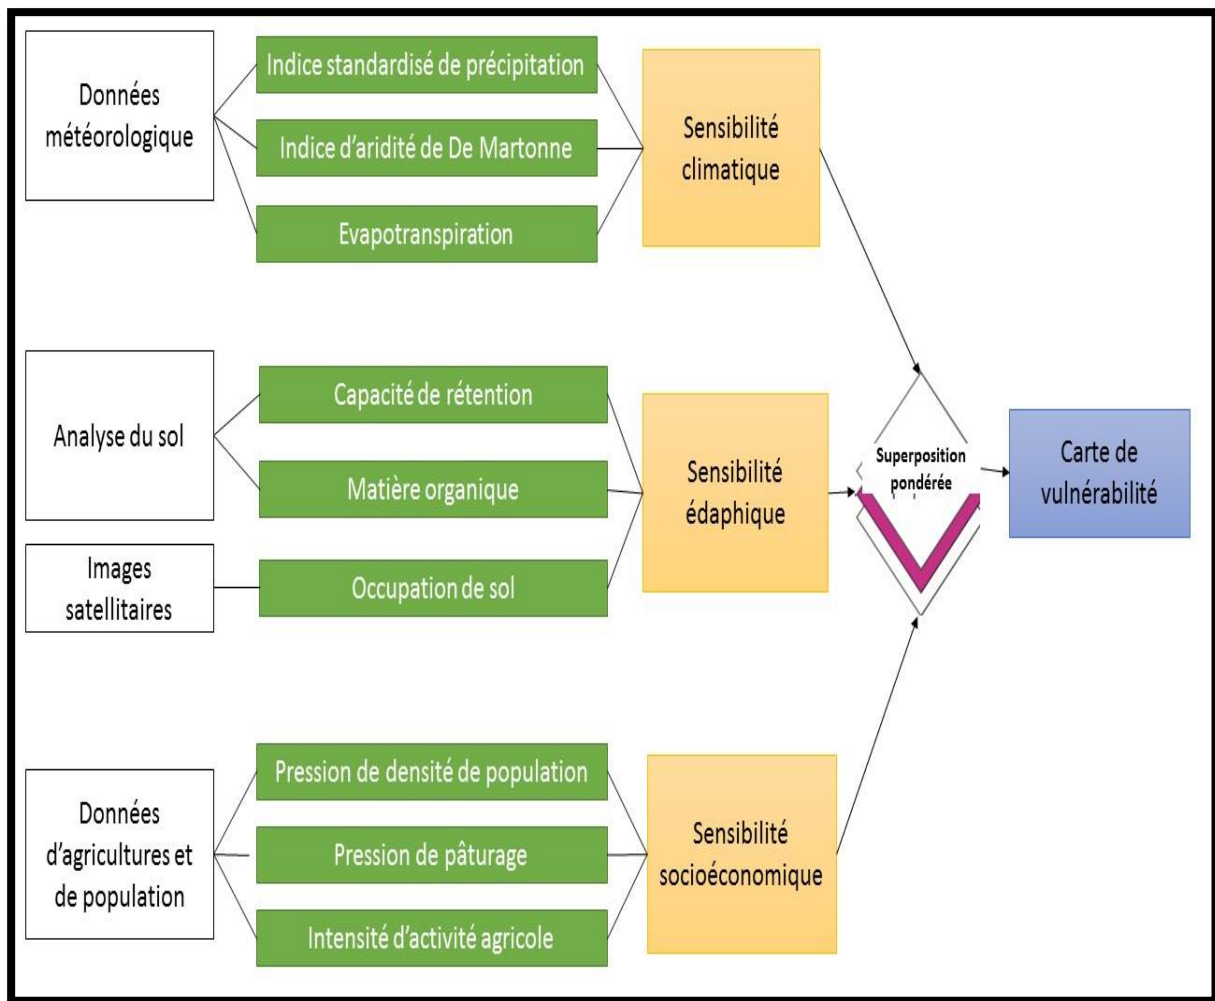 Données
météorologique
Indice standardisé de précipitation
Indice d'aridité de De Martonne
Evapotranspiration
Sensibilité
climatique
Analyse du sol
Images
satellitaires
Capacité de rétention
Matière organique
Occupation de sol
Sensibilité
édaphique
Superposition
pondérée
Carte de
vulnérabilité
Données
d'agricultures et
de population
Pression de densité de population
Pression de pâturage
Intensité d'activité agricole
Sensibilité
socioéconomique